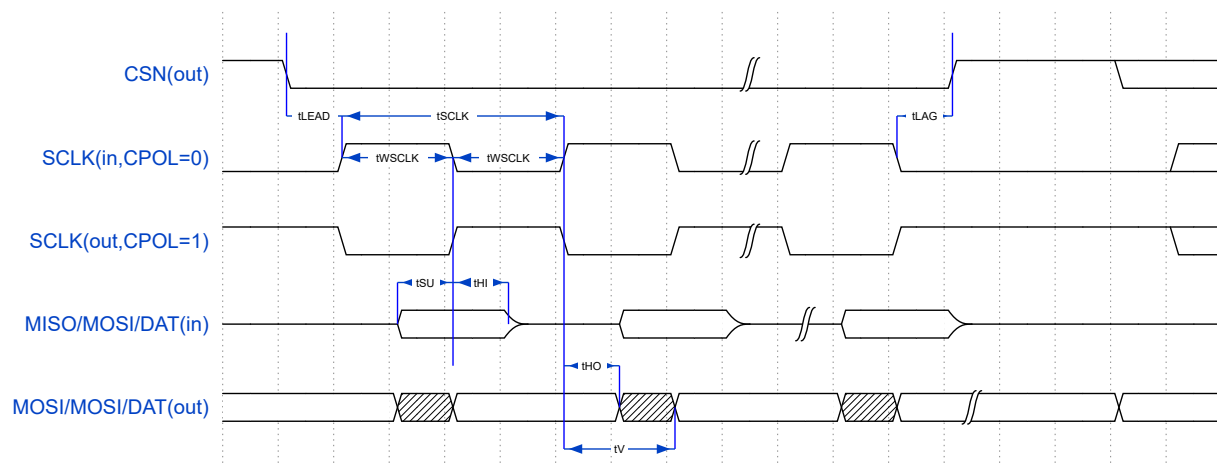 CSN(out)
tLEAD
tSCLK
tLAG
SCLK(in,CPOL=0)
tWSCLK
tWSCLK
SCLK(out,CPOL=1)
tSU
tHI
MISO/MOSI/DAT(in)
tHO
MOSI/MOSI/DAT(out)
tV